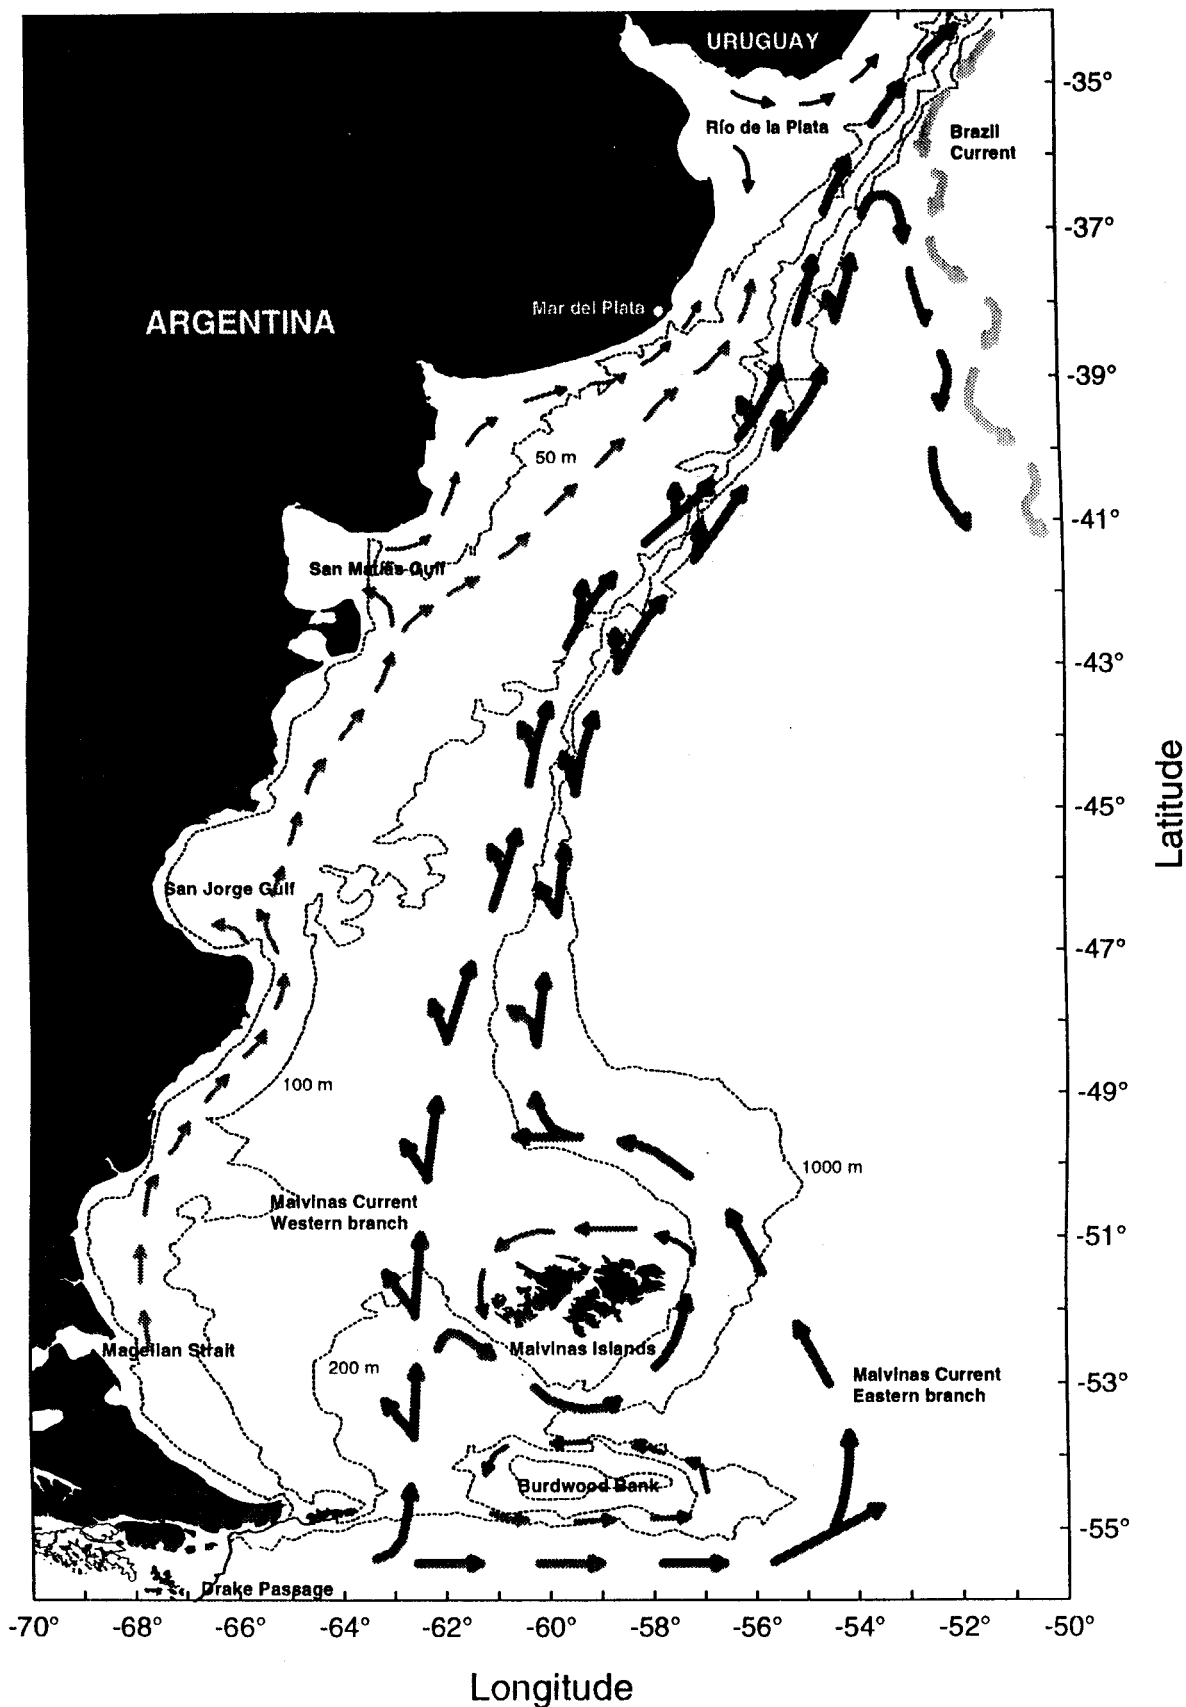 URUGUAY
-35°
Río de la Plata
Brazil
Current
-37°
Mar del Plata
ARGENTINA
-39°
50 m
-41°
San Matías Gulf
-43°
Latitude
-45°
San Jorge Gulf
-47°
100 m
-49°
1000 m
Malvinas Current
Western branch
-51°
Magellan Strait
Malvinas Islands
200 m
Malvinas Current
Eastern branch
-53°
Burdwood Bank
-55°
Drake Passage
-70° -68° -66° -64° -62° -60° -58° -56° -54° -52° -50°
Longitude